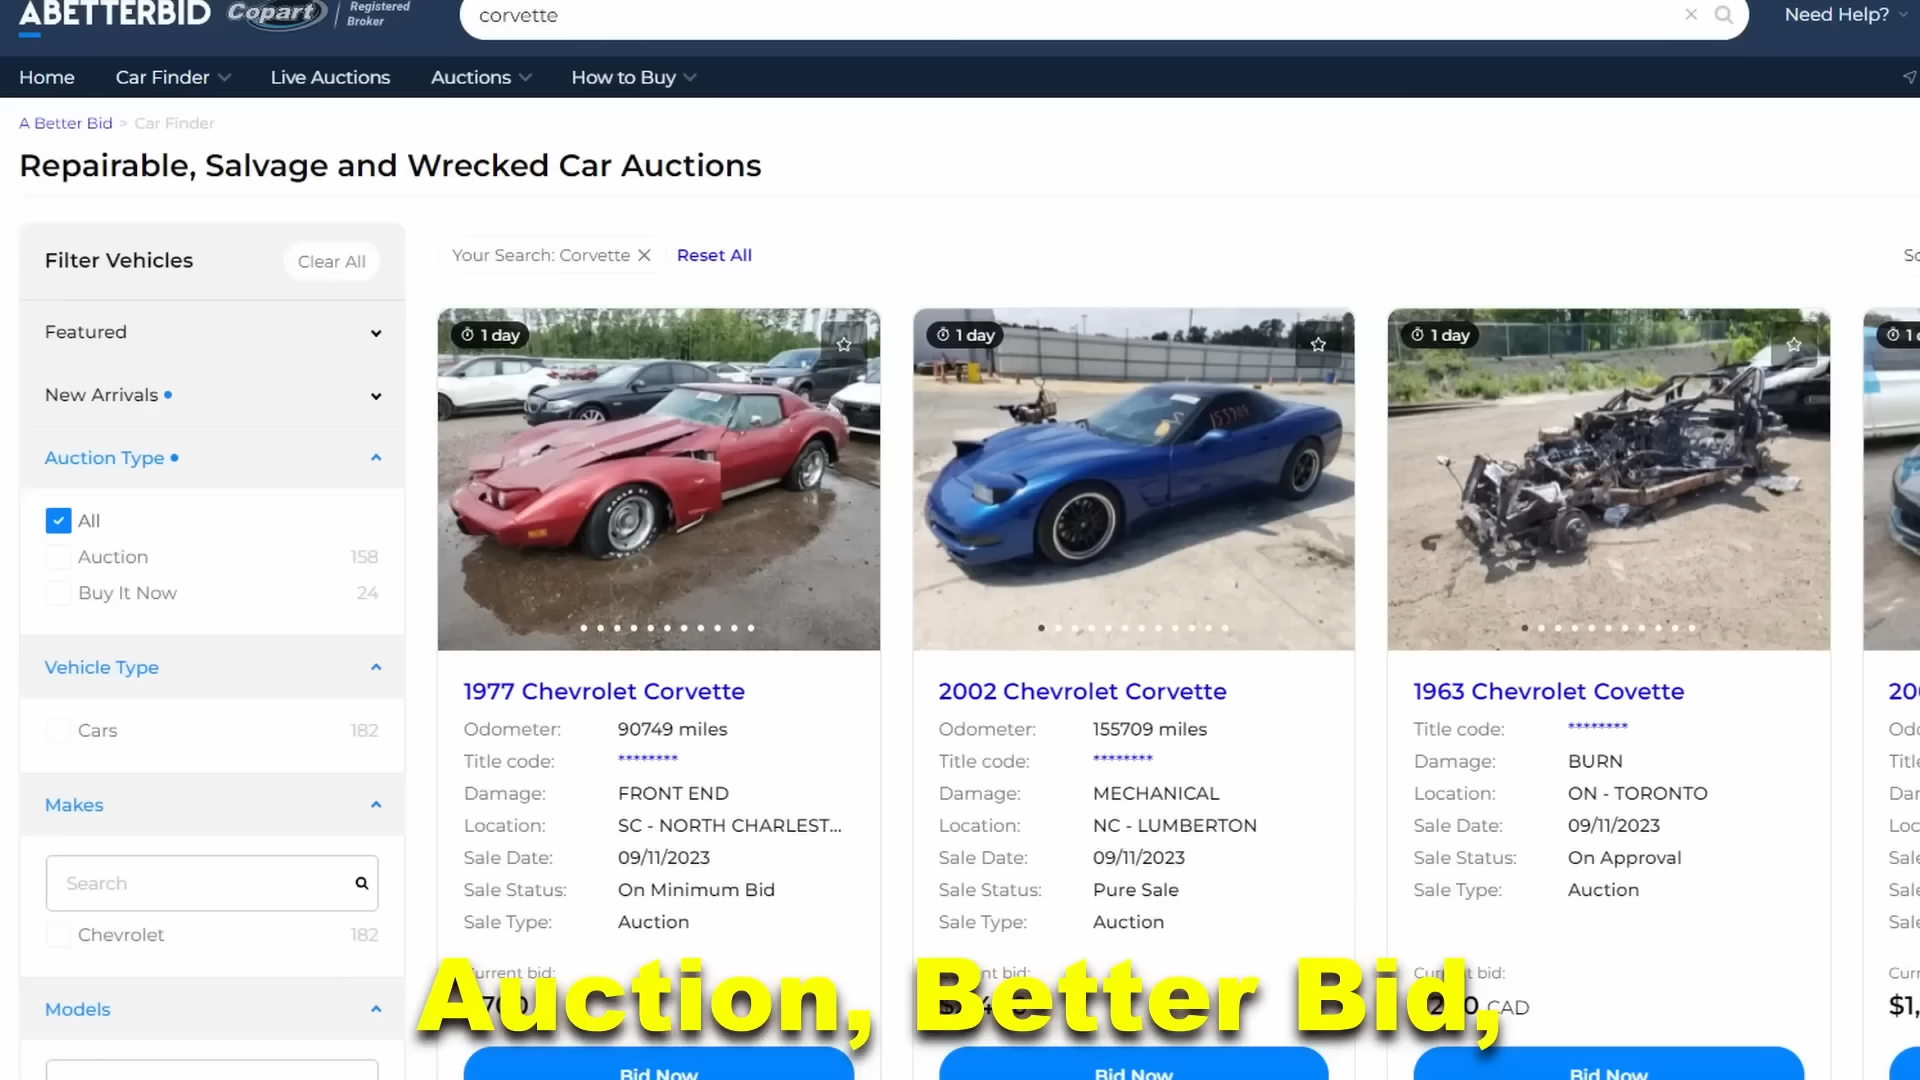 ABETTERBID Copart Registered Broker
corvette
Need Help?
Home Car Finder Live Auctions Auctions How to Buy
A Better Bid > Car Finder
Repairable, Salvage and Wrecked Car Auctions
Filter Vehicles Clear All
Featured
New Arrivals
Auction Type
All
Auction 158
Buy It Now 24
Vehicle Type
Cars 182
Makes
Search
Chevrolet 182
Models
Your Search: Corvette Reset All
1 day
1977 Chevrolet Corvette
Odometer: 90749 miles
Title code: ********
Damage: FRONT END
Location: SC - NORTH CHARLEST...
Sale Date: 09/11/2023
Sale Status: On Minimum Bid
Sale Type: Auction
Bid Now
1 day
155709
2002 Chevrolet Corvette
Odometer: 155709 miles
Title code: ********
Damage: MECHANICAL
Location: NC - LUMBERTON
Sale Date: 09/11/2023
Sale Status: Pure Sale
Sale Type: Auction
Bid Now
1 day
1963 Chevrolet Covette
Title code: ********
Damage: BURN
Location: ON - TORONTO
Sale Date: 09/11/2023
Sale Status: On Approval
Sale Type: Auction
bid:
CAD
Bid Now
Auction, Better Bid,